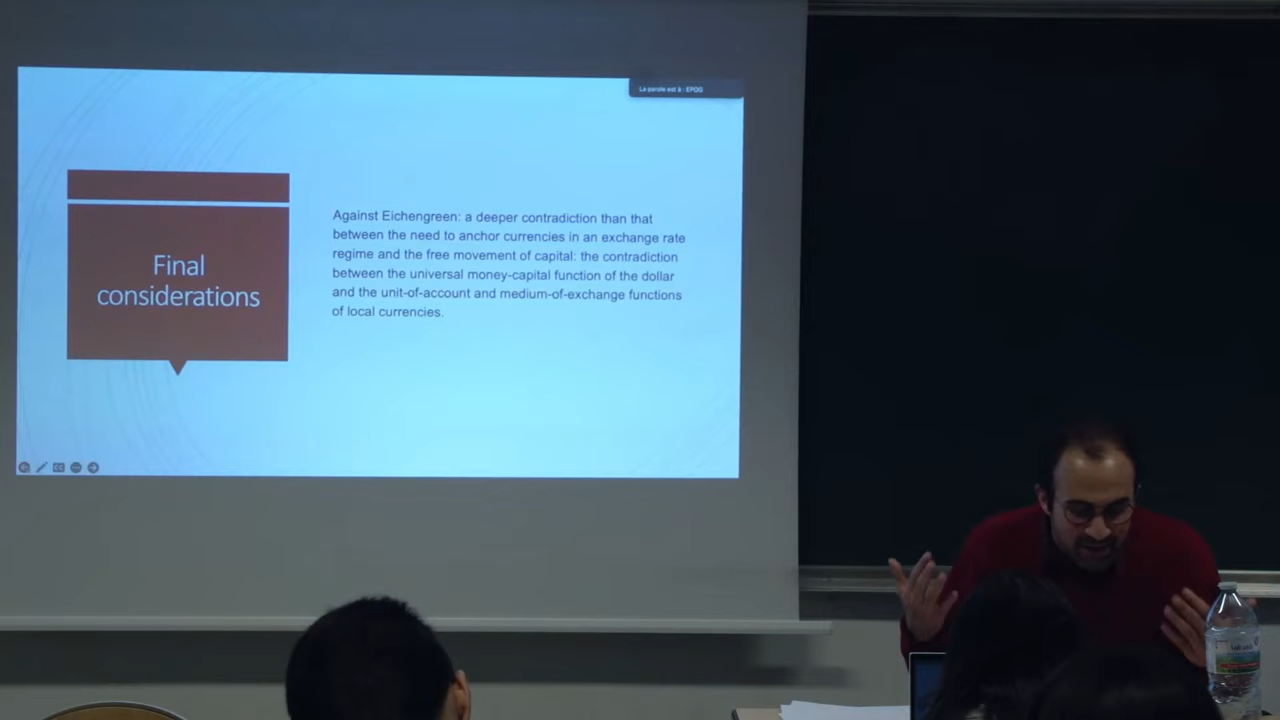 La parole est à : EPOG
Final
considerations
Against Eichengreen: a deeper contradiction than that
between the need to anchor currencies in an exchange rate
regime and the free movement of capital: the contradiction
between the universal money-capital function of the dollar
and the unit-of-account and medium-of-exchange functions
of local currencies.